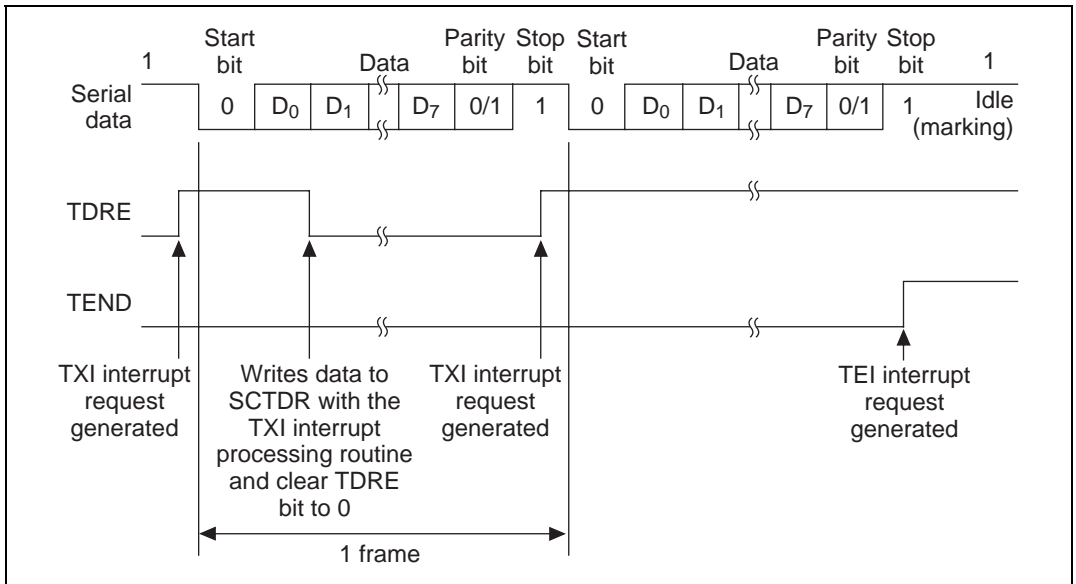 Start Parity Stop Start Parity Stop
1 bit Data bit bit bit Data bit bit 1
Serial data
0 D0 D1 D7 0/1 1 0 D0 D1 D7 0/1 1 Idle (marking)
TDRE
TEND
TXI interrupt
request
generated
Writes data to
SCTDR with the
TXI interrupt
processing routine
and clear TDRE
bit to 0
TXI interrupt
request
generated
TEI interrupt
request
generated
1 frame